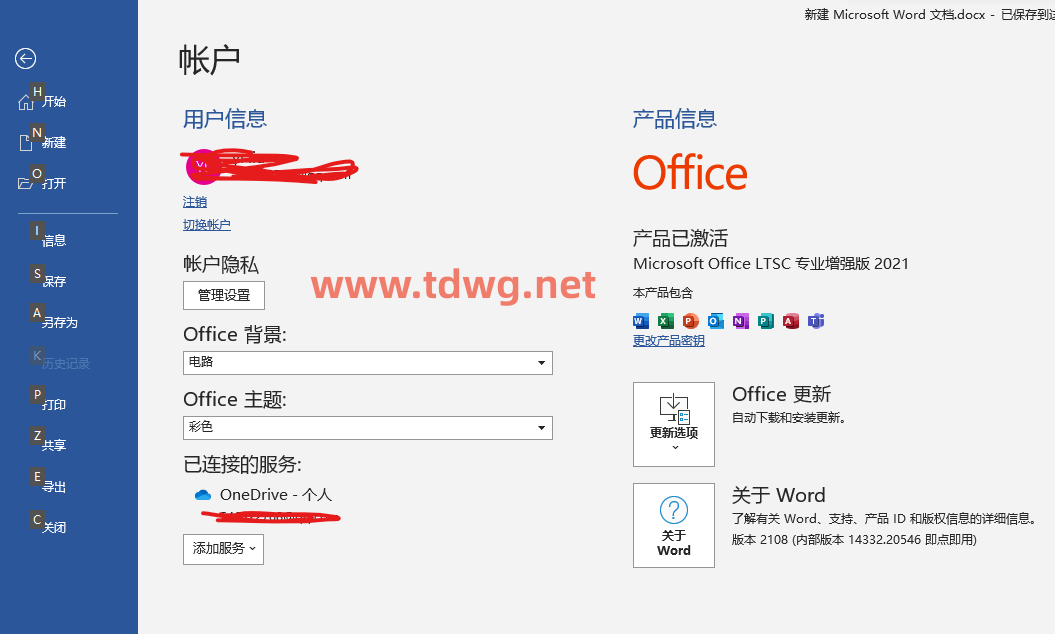 新建 Microsoft Word 文档.docx - 已保存到
H
开始
N
新建
O
打开
I
信息
S
保存
A
另存为
K
历史记录
P
打印
Z
共享
E
导出
C
关闭
帐户
用户信息
注销
切换帐户
帐户隐私
管理设置
www.tdwg.net
Office 背景:
电路
Office 主题:
彩色
已连接的服务:
OneDrive - 个人
添加服务
产品信息
Office
产品已激活
Microsoft Office LTSC 专业增强版 2021
本产品包含
更改产品密钥
更新选项
Office 更新
自动下载和安装更新。
关于
Word
关于 Word
了解有关 Word、支持、产品 ID 和版权信息的详细信息。
版本 2108 (内部版本 14332.20546 即点即用)